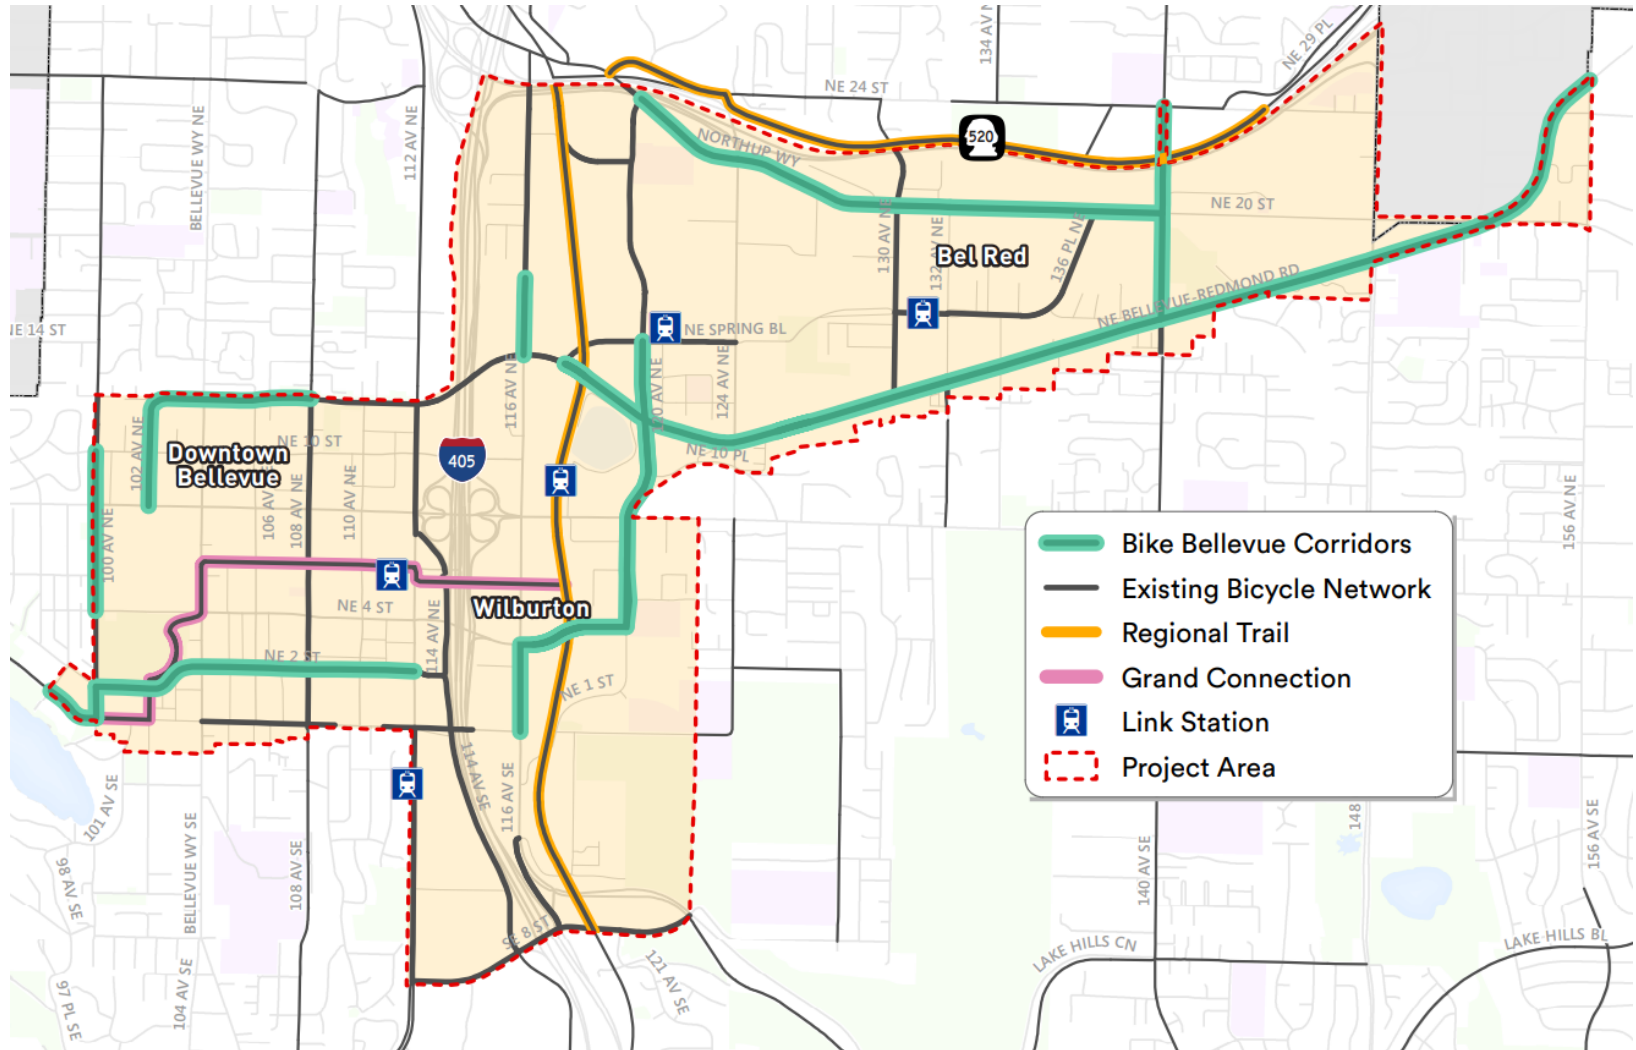 134 AV N
NE 29 PL
NE 24 ST
BELLEVUE WY NE
112 AV NE
NORTHUP WY
520
NE 20 ST
130 AV NE
132 AV NE
136 PL NE
Bel Red
NE BELLEVUE-REDMOND RD
NE 14 ST
NE SPRING BL
116 AV NE
120 AV NE
124 AV NE
102 AV NE
Downtown
Bellevue
NE 10 ST
405
NE 10 PL
106 AV NE
108 AV NE
110 AV NE
100 AV NE
156 AV NE
NE 4 ST
Wilburton
114 AV NE
NE 2 ST
NE 1 ST
Bike Bellevue Corridors
Existing Bicycle Network
Regional Trail
Grand Connection
Link Station
Project Area
114 AV SE
116 AV SE
101 AV SE
98 AV SE
BELLEVUE WY SE
108 AV SE
148
140 AV SE
156 AV SE
SE 8 ST
121 AV SE
LAKE HILLS CN
LAKE HILLS BL
97 PL SE
104 AV SE